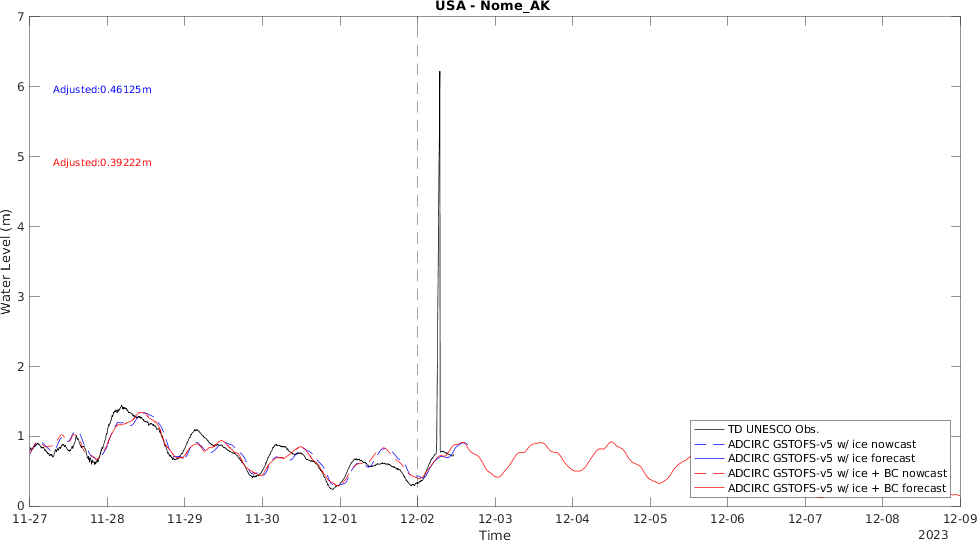 USA - Nome_AK
7
6
5
4
3
2
1
0
Water Level (m)
Adjusted:0.46125m
Adjusted:0.39222m
TD UNESCO Obs.
ADCIRC GSTOFS-v5 w/ ice nowcast
ADCIRC GSTOFS-v5 w/ ice forecast
ADCIRC GSTOFS-v5 w/ ice + BC nowcast
ADCIRC GSTOFS-v5 w/ ice + BC forecast
11-27 11-28 11-29 11-30 12-01 12-02 12-03 12-04 12-05 12-06 12-07 12-08 12-09
Time
2023